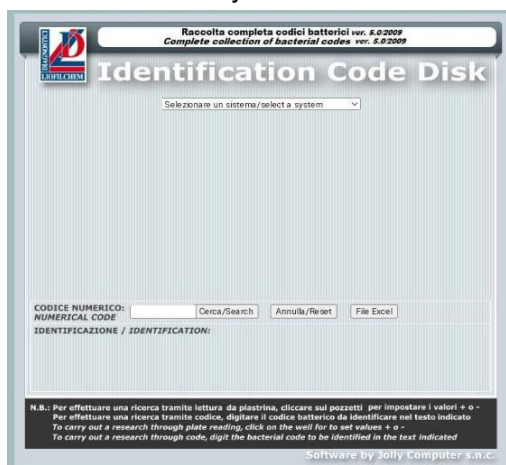 Raccolta completa codici batterici ver. 5.0/2009
Complete collection of bacterial codes ver. 5.0/2009
DIAGNOSTICI
LIOFILCHEM
Identification Code Disk
Selezionare un sistema/select a system
CODICE NUMERICO:
NUMERICAL CODE
Cerca/Search
Annulla/Reset
File Excel
IDENTIFICAZIONE / IDENTIFICATION:
N.B.: Per effettuare una ricerca tramite lettura da piastrina, cliccare sui pozzetti per impostare i valori + o -
Per effettuare una ricerca tramite codice, digitare il codice batterico da identificare nel testo indicato
To carry out a research through plate reading, click on the well for to set values + o -
To carry out a research through code, digit the bacterial code to be identified in the text indicated
Software by Jolly Computer s.n.c.